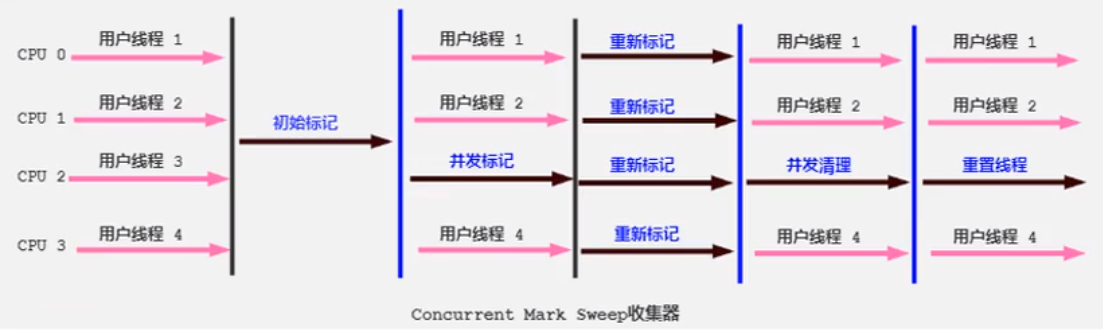 CPU 0 用户线程 1 用户线程 1 重新标记 用户线程 1 用户线程 1
CPU 1 用户线程 2 初始标记 用户线程 2 重新标记 用户线程 2 用户线程 2
CPU 2 用户线程 3 并发标记 重新标记 并发清理 重置线程
CPU 3 用户线程 4 用户线程 4 重新标记 用户线程 4 用户线程 4
Concurrent Mark Sweep收集器